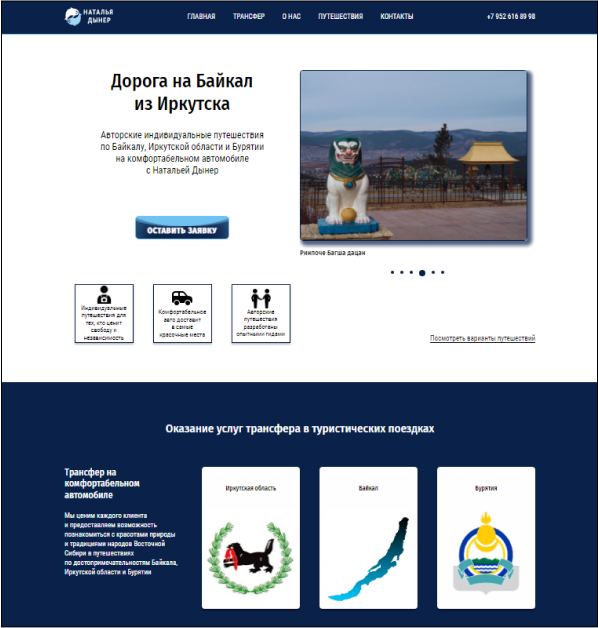 НАТАЛЬЯ
ДЫНЕР
ГЛАВНАЯ
ТРАНСФЕР
О НАС
ПУТЕШЕСТВИЯ
КОНТАКТЫ
+7 952 616 89 98
Дорога на Байкал
из Иркутска
Авторские индивидуальные путешествия
по Байкалу, Иркутской области и Бурятии
на комфортабельном автомобиле
с Натальей Дынер
ОСТАВИТЬ ЗАЯВКУ
Ринпоче Багша дацан
Индивидуальные
путешествия для
тех, кто ценит
свободу и
независимость
Комфортабельное
авто доставит
в самые
красочные места
Авторские
путешествия
разработаны
опытными гидами
Посмотреть варианты путешествий
Оказание услуг трансфера в туристических поездках
Трансфер на
комфортабельном
автомобиле
Мы ценим каждого клиента
и предоставляем возможность
познакомиться с красотами природы
и традициями народов Восточной
Сибири в путешествиях
по достопримечательностям Байкала,
Иркутской области и Бурятии
Иркутская область
Байкал
Бурятия